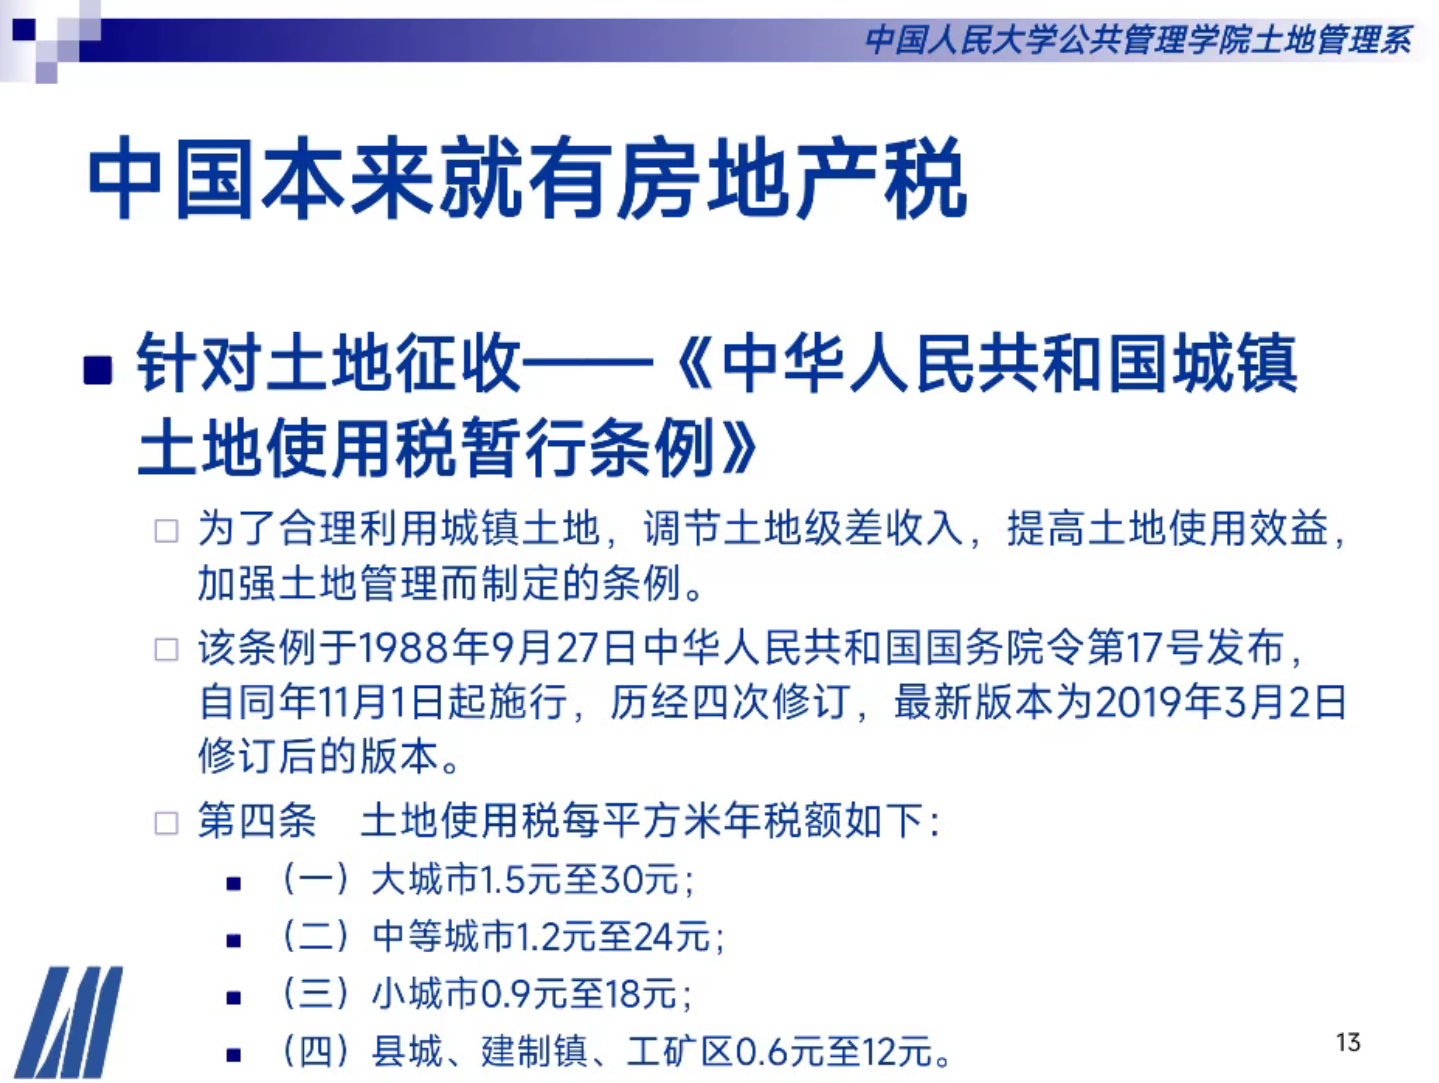 中国人民大学公共管理学院土地管理系
中国本来就有房地产税
针对土地征收——《中华人民共和国城镇
土地使用税暂行条例》
为了合理利用城镇土地，调节土地级差收入，提高土地使用效益，
加强土地管理而制定的条例。
该条例于1988年9月27日中华人民共和国国务院令第17号发布，
自同年11月1日起施行，历经四次修订，最新版本为2019年3月2日
修订后的版本。
第四条　土地使用税每平方米年税额如下：
（一）大城市1.5元至30元；
（二）中等城市1.2元至24元；
（三）小城市0.9元至18元；
（四）县城、建制镇、工矿区0.6元至12元。
13